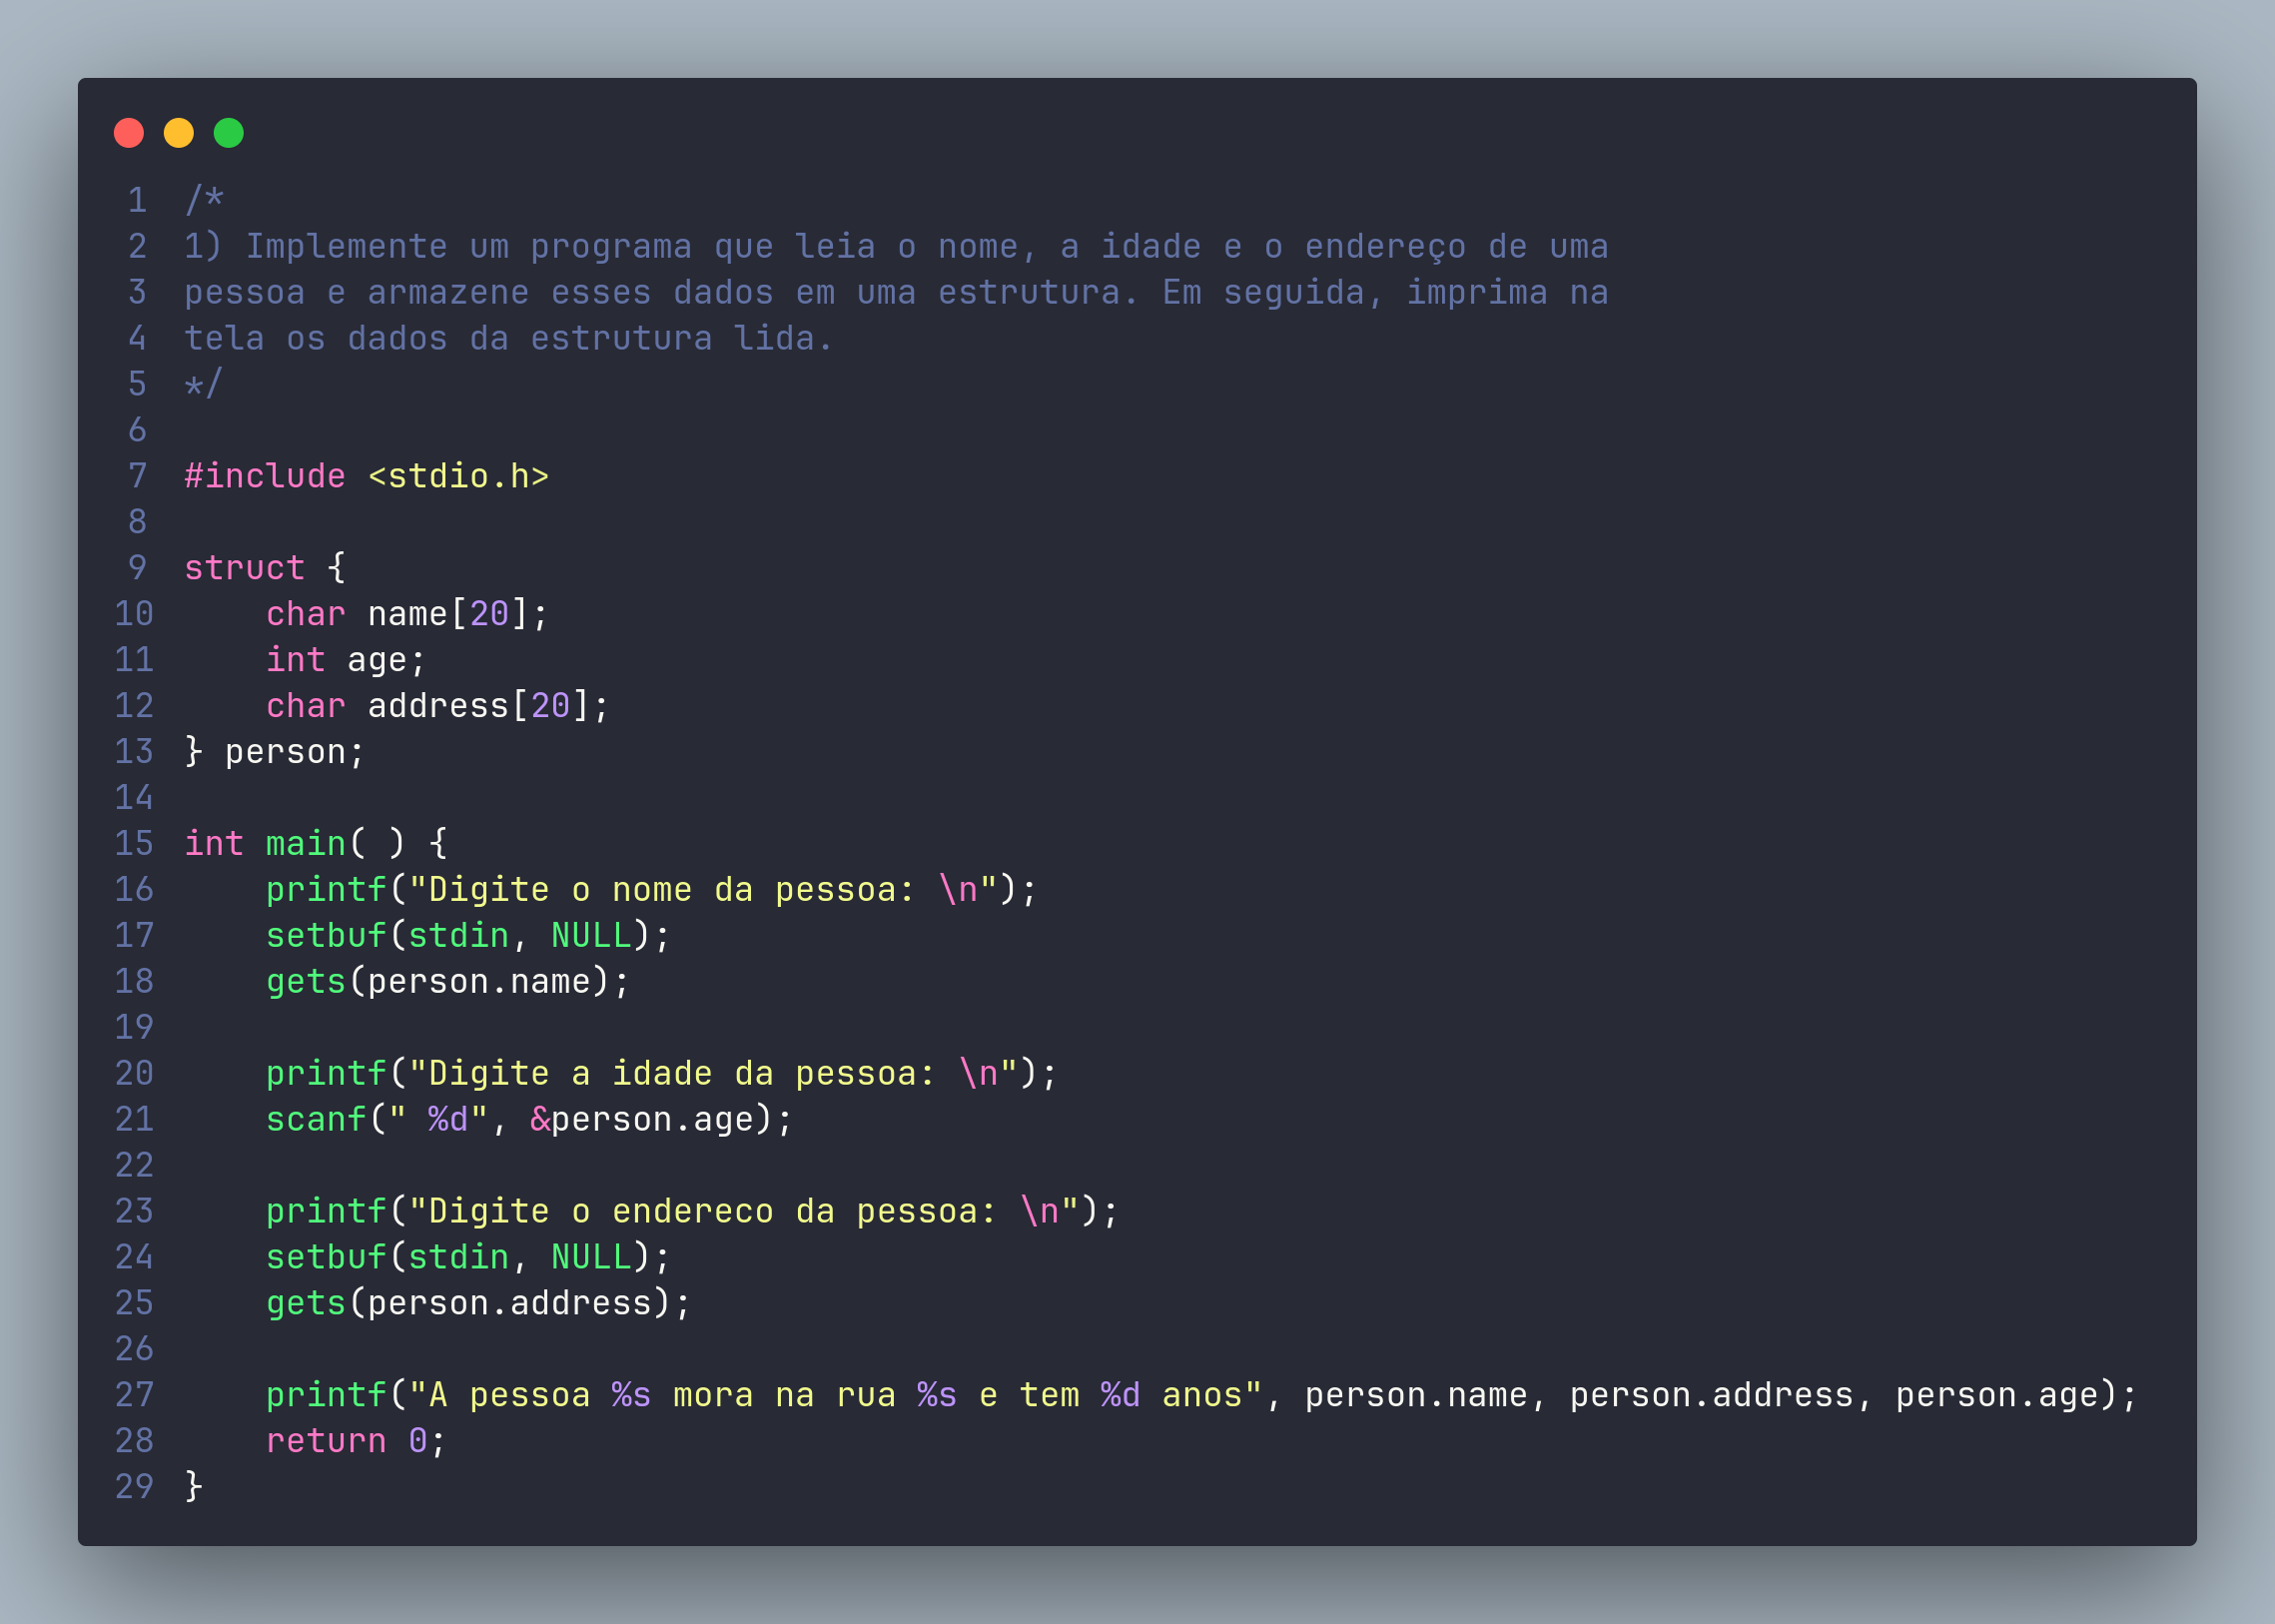 1 /*
2 1) Implemente um programa que leia o nome, a idade e o endereço de uma
3 pessoa e armazene esses dados em uma estrutura. Em seguida, imprima na
4 tela os dados da estrutura lida.
5 */
6
7 #include <stdio.h>
8
9 struct {
10     char name[20];
11     int age;
12     char address[20];
13 } person;
14
15 int main( ) {
16     printf("Digite o nome da pessoa: \n");
17     setbuf(stdin, NULL);
18     gets(person.name);
19
20     printf("Digite a idade da pessoa: \n");
21     scanf(" %d", &person.age);
22
23     printf("Digite o endereco da pessoa: \n");
24     setbuf(stdin, NULL);
25     gets(person.address);
26
27     printf("A pessoa %s mora na rua %s e tem %d anos", person.name, person.address, person.age);
28     return 0;
29 }